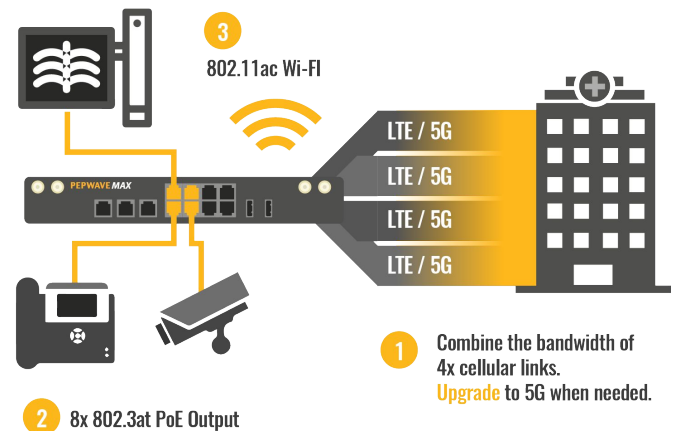 3
802.11ac Wi-FI
PEPWAVE MAX
LTE / 5G
LTE / 5G
LTE / 5G
LTE / 5G
1
Combine the bandwidth of
4x cellular links.
Upgrade to 5G when needed.
2
8x 802.3at PoE Output